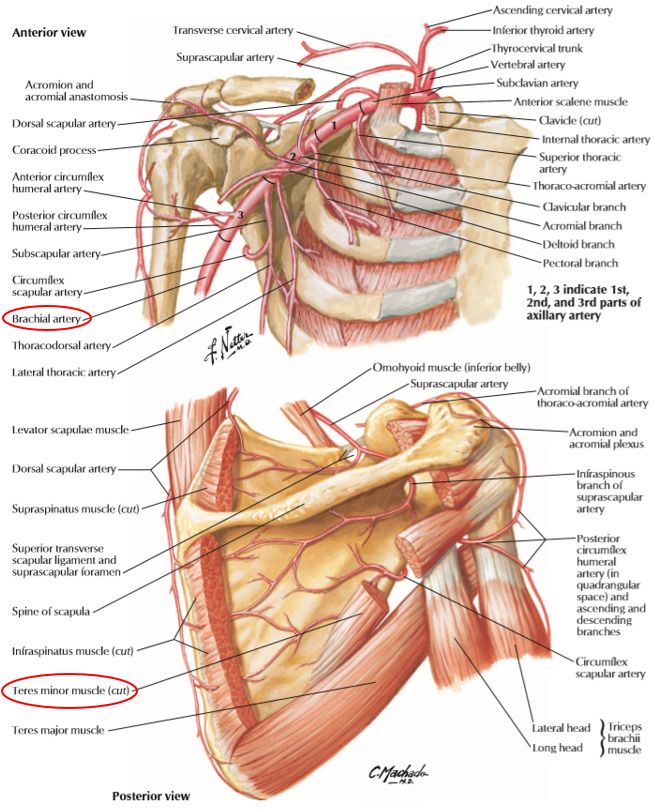 Anterior view
Transverse cervical artery
Suprascapular artery
Ascending cervical artery
Inferior thyroid artery
Thyrocervical trunk
Vertebral artery
Subclavian artery
Anterior scalene muscle
Clavicle (cut)
Internal thoracic artery
Superior thoracic
artery
Thoraco-acromial artery
Clavicular branch
Acromial branch
Deltoid branch
Pectoral branch
Acromion and
acromial anastomosis
Dorsal scapular artery
Coracoid process
Anterior circumflex
humeral artery
Posterior circumflex
humeral artery
Subscapular artery
Circumflex
scapular artery
Brachial artery
Thoracodorsal artery
Lateral thoracic artery
1
2
3
1, 2, 3 indicate 1st,
2nd, and 3rd parts of
axillary artery
F. Netter
M.D.
Omohyoid muscle (inferior belly)
Suprascapular artery
Acromial branch of
thoraco-acromial artery
Acromion and
acromial plexus
Infraspinous
branch of
suprascapular
artery
Posterior
circumflex
humeral
artery (in
quadrangular
space) and
ascending and
descending
branches
Circumflex
scapular artery
Levator scapulae muscle
Dorsal scapular artery
Supraspinatus muscle (cut)
Superior transverse
scapular ligament and
suprascapular foramen
Spine of scapula
Infraspinatus muscle (cut)
Teres minor muscle (cut)
Teres major muscle
Lateral head
Long head
Triceps
brachii
muscle
C. Machado
M.D.
Posterior view